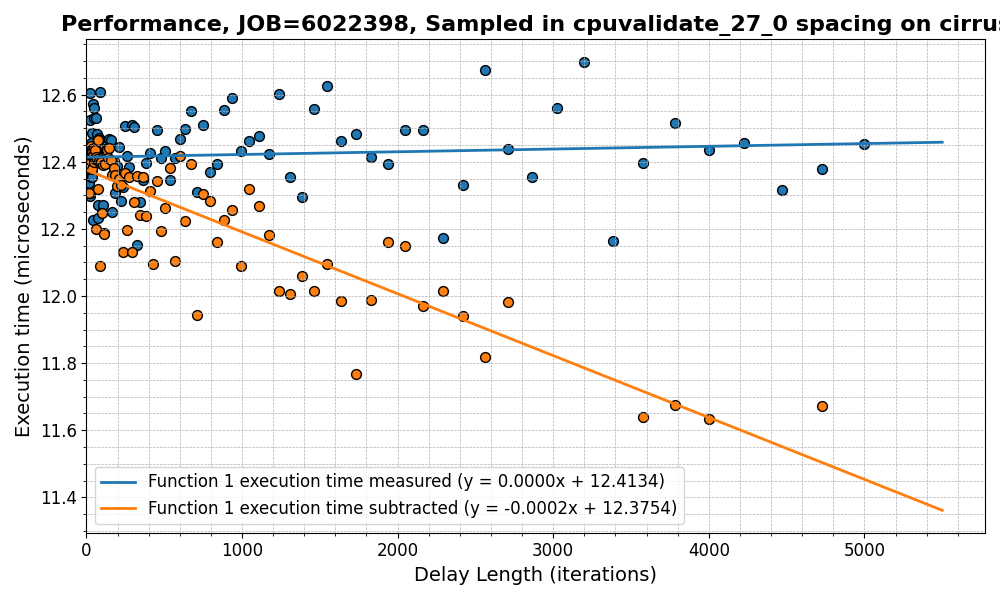 Performance, JOB=6022398, Sampled in cpuvalidate_27_0 spacing on cirrus
Execution time (microseconds)
12.6
12.4
12.2
12.0
11.8
11.6
11.4
Function 1 execution time measured (y = 0.0000x + 12.4134)
Function 1 execution time subtracted (y = -0.0002x + 12.3754)
0 1000 2000 3000 4000 5000
Delay Length (iterations)